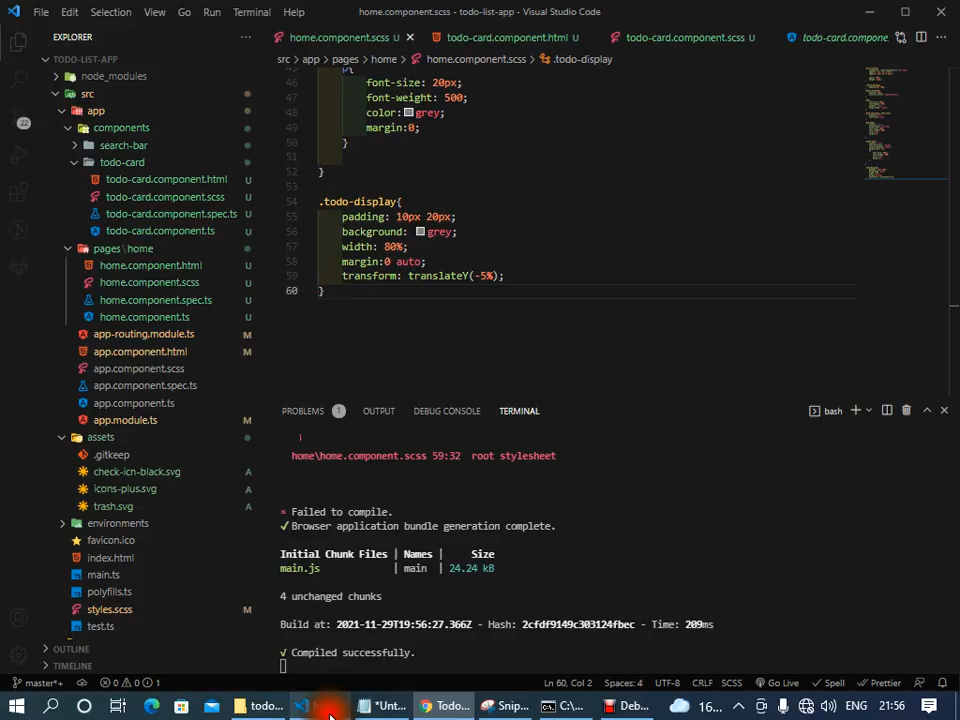 File Edit Selection View Go Run Terminal Help
home.component.scss - todo-list-app - Visual Studio Code
EXPLORER
home.component.scss U
todo-card.component.html U
todo-card.component.scss U
todo-card.compone.
src > app > pages > home > home.component.scss > .todo-display
TODO-LIST-APP
node_modules
src
app
components
search-bar
todo-card
todo-card.component.html U
todo-card.component.scss U
todo-card.component.spec.ts U
todo-card.component.ts U
pages\home
home.component.html U
home.component.scss U
home.component.spec.ts U
home.component.ts U
app-routing.module.ts M
app.component.html M
app.component.scss
app.component.spec.ts
app.component.ts
app.module.ts M
assets
.gitkeep
check-icn-black.svg A
icons-plus.svg A
trash.svg A
environments
favicon.ico
index.html
main.ts
polyfills.ts
styles.scss M
test.ts
OUTLINE
TIMELINE
22
46 font-size: 20px;
47 font-weight: 500;
48 color: grey;
49 margin:0;
50 }
51
52 }
53
54 .todo-display{
55 padding: 10px 20px;
56 background: grey;
57 width: 80%;
58 margin:0 auto;
59 transform: translateY(-5%);
60 }
PROBLEMS 1 OUTPUT DEBUG CONSOLE TERMINAL
bash
home\home.component.scss 59:32 root stylesheet
× Failed to compile.
√ Browser application bundle generation complete.
Initial Chunk Files | Names | Size
main.js | main | 24.24 kB
4 unchanged chunks
Build at: 2021-11-29T19:56:27.366Z - Hash: 2cfdf9149c303124fbec - Time: 209ms
√ Compiled successfully.
master*+ 0 0 1 Ln 60, Col 2 Spaces: 4 UTF-8 CRLF SCSS Go Live Spell Prettier
todo... *Unt... Todo... Snip... C:\... Deb... 16... ENG 21:56